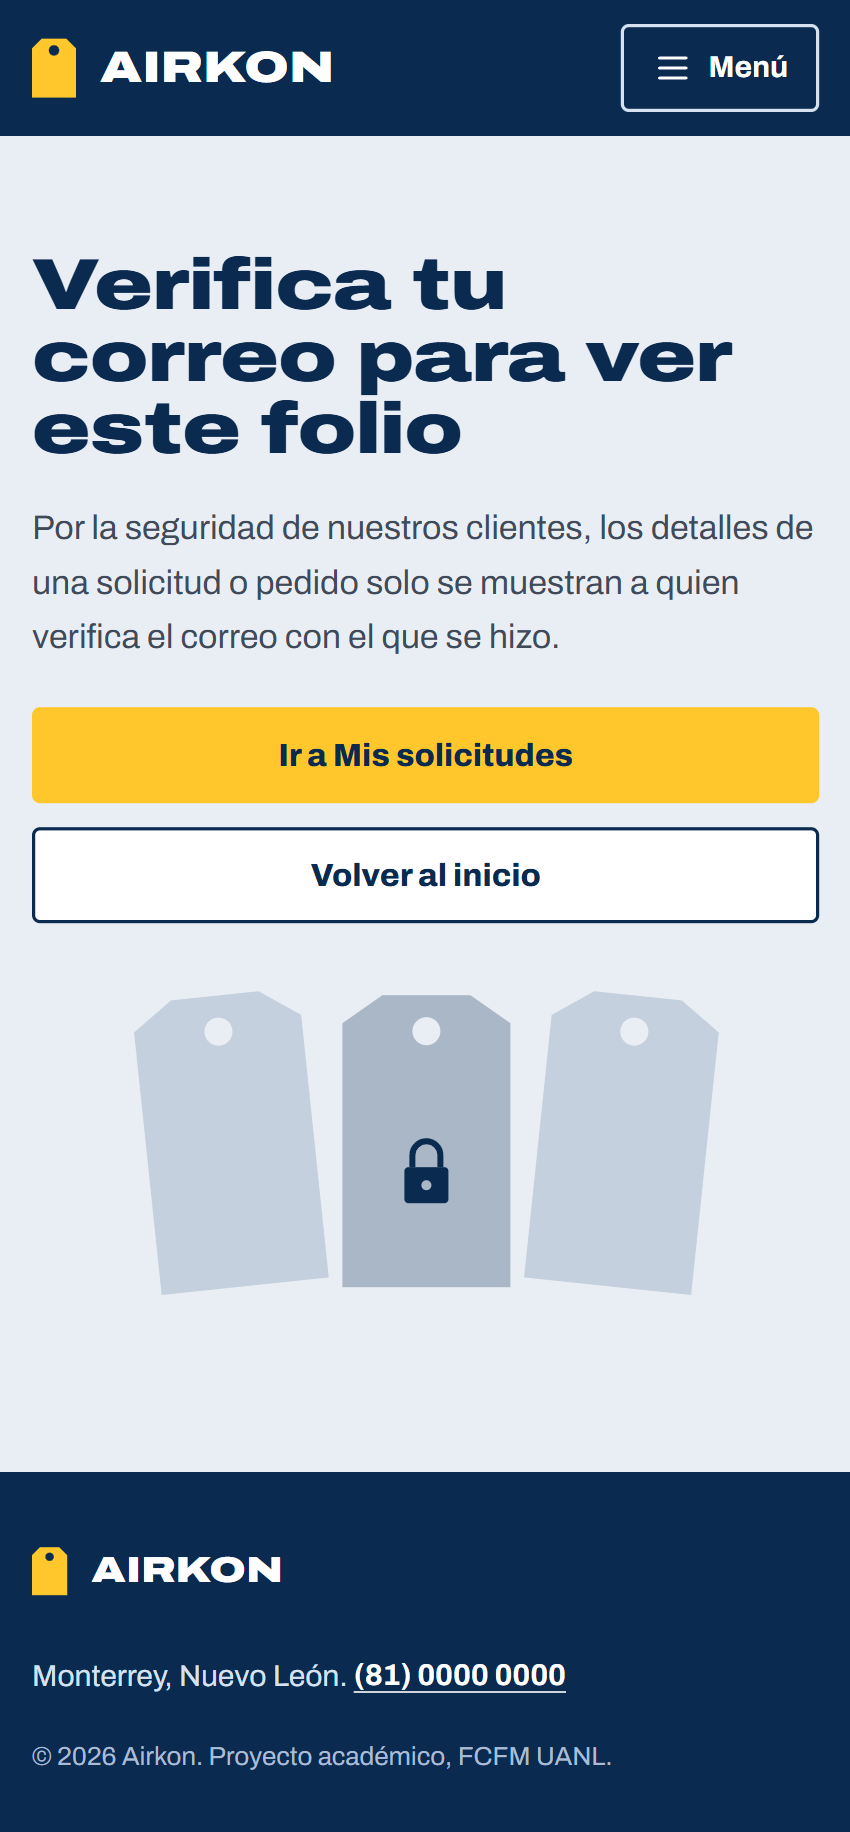 AIRKON
Menú
Verifica tu
correo para ver
este folio
Por la seguridad de nuestros clientes, los detalles de
una solicitud o pedido solo se muestran a quien
verifica el correo con el que se hizo.
Ir a Mis solicitudes
Volver al inicio
AIRKON
Monterrey, Nuevo León. (81) 0000 0000
© 2026 Airkon. Proyecto académico, FCFM UANL.